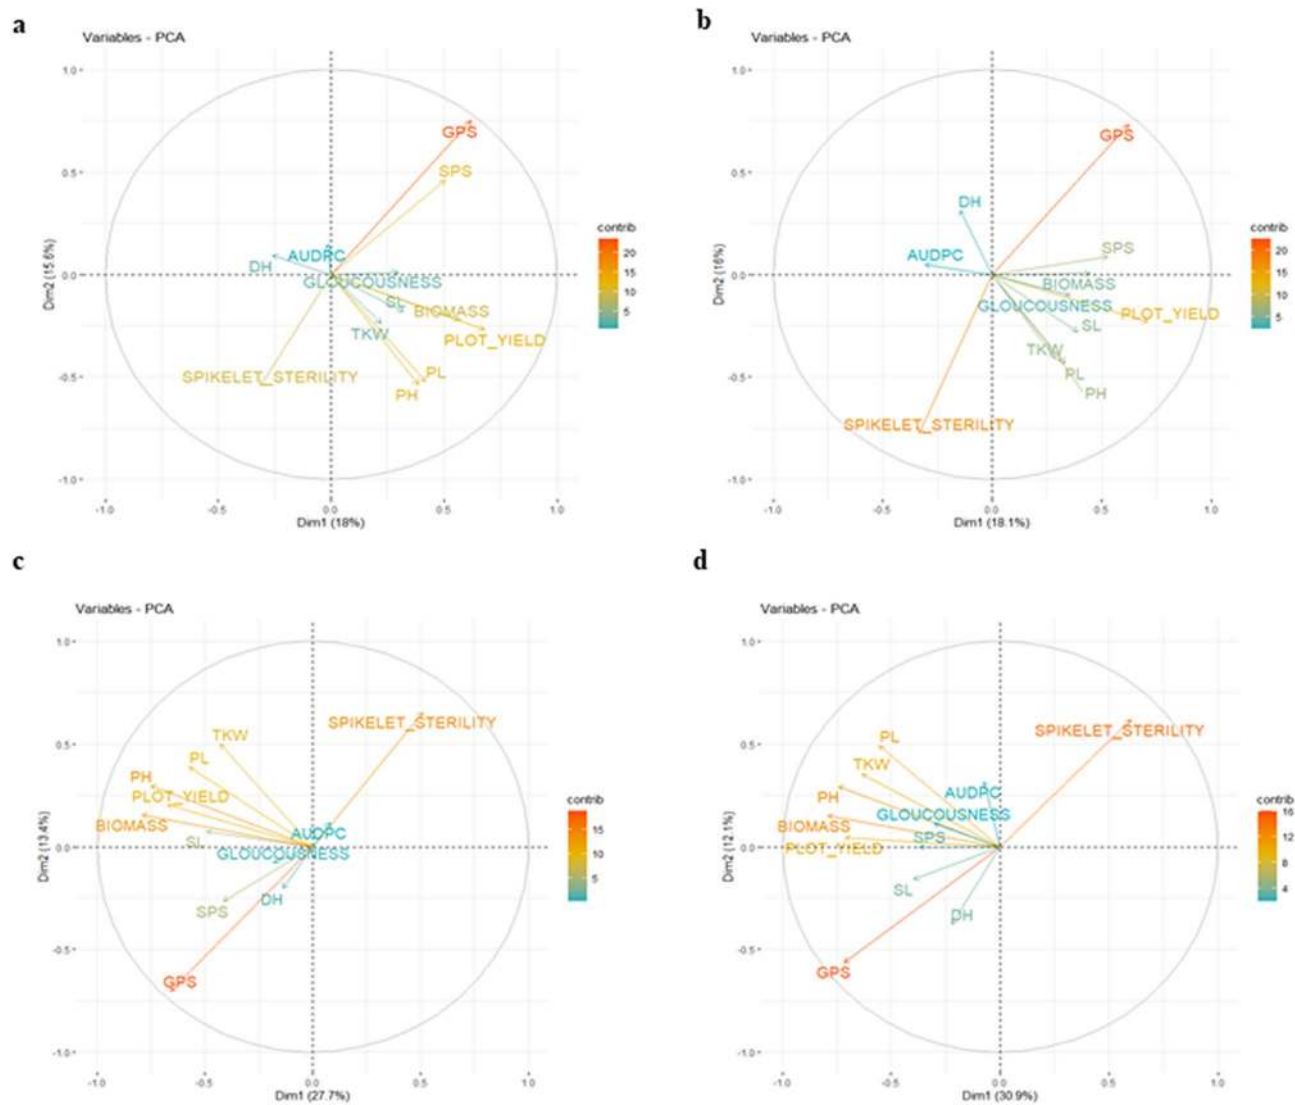 a
Variables - PCA
1.0
0.5
0.0
-0.5
-1.0
Dim2 (15.6%)
GPS
SPS
AUDPC
DH
GLOUCOUSNESS
SL
BIOMASS
TKW
PLOT_YIELD
SPIKELET_STERILITY
PL
PH
-1.0 -0.5 0.0 0.5 1.0
Dim1 (18%)
contrib
20
15
10
5
b
Variables - PCA
1.0
0.5
0.0
-0.5
-1.0
Dim2 (16%)
GPS
DH
SPS
AUDPC
BIOMASS
GLOUCOUSNESS
PLOT_YIELD
SL
TKW
PL
PH
SPIKELET_STERILITY
-1.0 -0.5 0.0 0.5 1.0
Dim1 (18.1%)
contrib
20
15
10
5
c
Variables - PCA
1.0
0.5
0.0
-0.5
-1.0
Dim2 (13.4%)
SPIKELET_STERILITY
TKW
PL
PH
PLOT_YIELD
BIOMASS
AUDPC
SL
GLOUCOUSNESS
DH
SPS
GPS
-1.0 -0.5 0.0 0.5 1.0
Dim1 (27.7%)
contrib
15
10
5
d
Variables - PCA
1.0
0.5
0.0
-0.5
-1.0
Dim2 (12.1%)
SPIKELET_STERILITY
PL
TKW
AUDPC
PH
GLOUCOUSNESS
BIOMASS
SPS
PLOT_YIELD
SL
DH
GPS
-1.0 -0.5 0.0 0.5 1.0
Dim1 (30.9%)
contrib
16
12
8
4